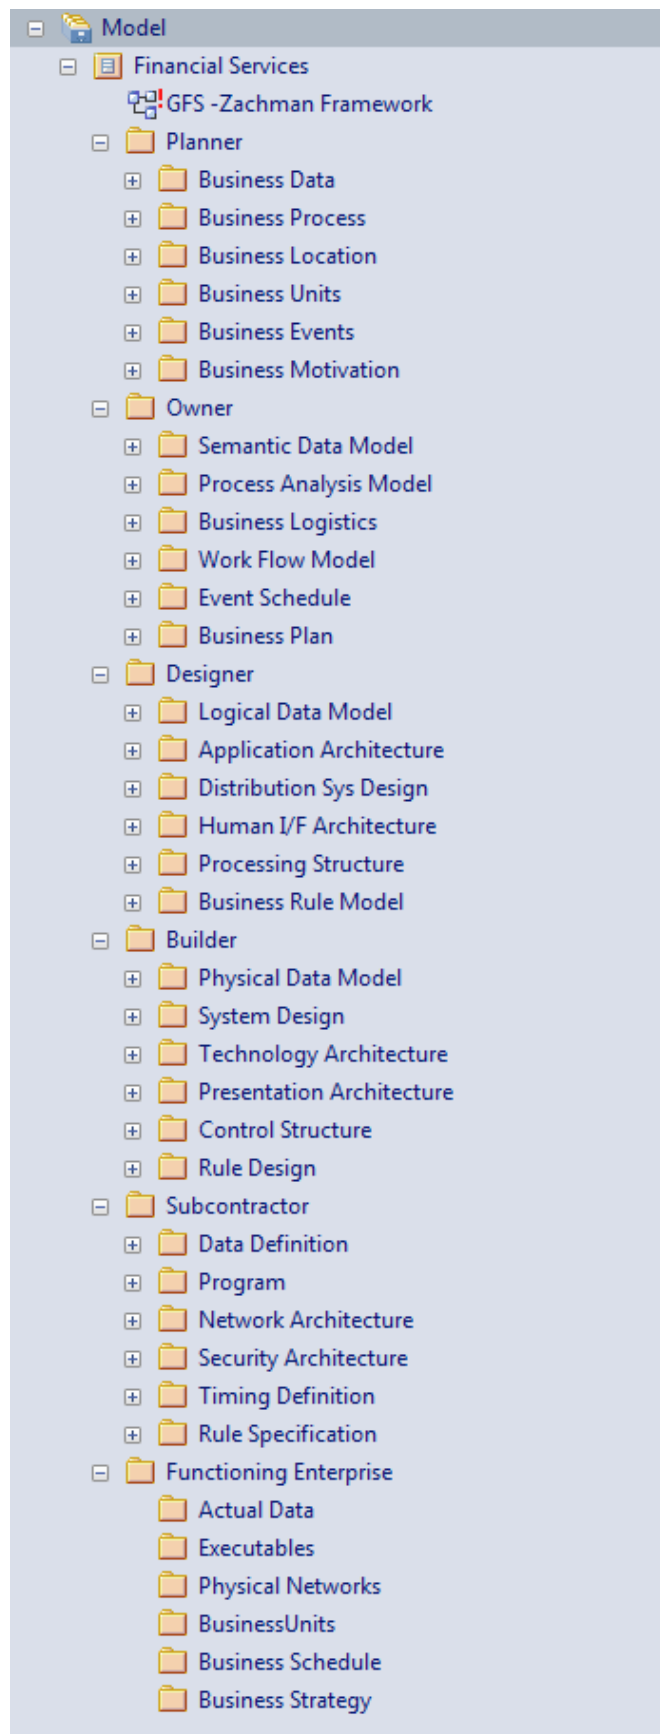 Model
Financial Services
GFS -Zachman Framework
Planner
Business Data
Business Process
Business Location
Business Units
Business Events
Business Motivation
Owner
Semantic Data Model
Process Analysis Model
Business Logistics
Work Flow Model
Event Schedule
Business Plan
Designer
Logical Data Model
Application Architecture
Distribution Sys Design
Human I/F Architecture
Processing Structure
Business Rule Model
Builder
Physical Data Model
System Design
Technology Architecture
Presentation Architecture
Control Structure
Rule Design
Subcontractor
Data Definition
Program
Network Architecture
Security Architecture
Timing Definition
Rule Specification
Functioning Enterprise
Actual Data
Executables
Physical Networks
BusinessUnits
Business Schedule
Business Strategy